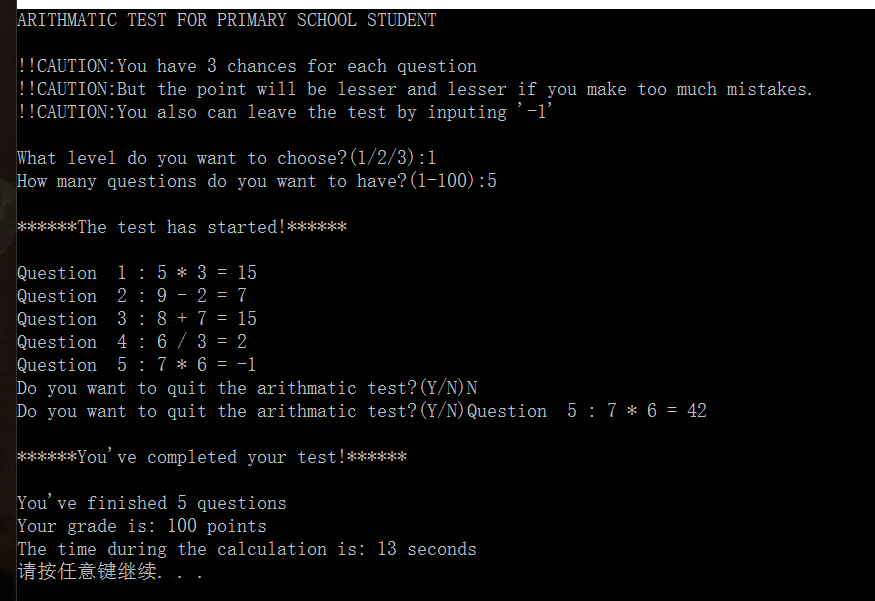 ARITHMATIC TEST FOR PRIMARY SCHOOL STUDENT
!!CAUTION:You have 3 chances for each question
!!CAUTION:But the point will be lesser and lesser if you make too much mistakes.
!!CAUTION:You also can leave the test by inputing '-1'
What level do you want to choose?(1/2/3):1
How many questions do you want to have?(1-100):5
******The test has started!******
Question  1 : 5 * 3 = 15
Question  2 : 9 - 2 = 7
Question  3 : 8 + 7 = 15
Question  4 : 6 / 3 = 2
Question  5 : 7 * 6 = -1
Do you want to quit the arithmatic test?(Y/N)N
Do you want to quit the arithmatic test?(Y/N)Question  5 : 7 * 6 = 42
******You've completed your test!******
You've finished 5 questions
Your grade is: 100 points
The time during the calculation is: 13 seconds
请按任意键继续. . .